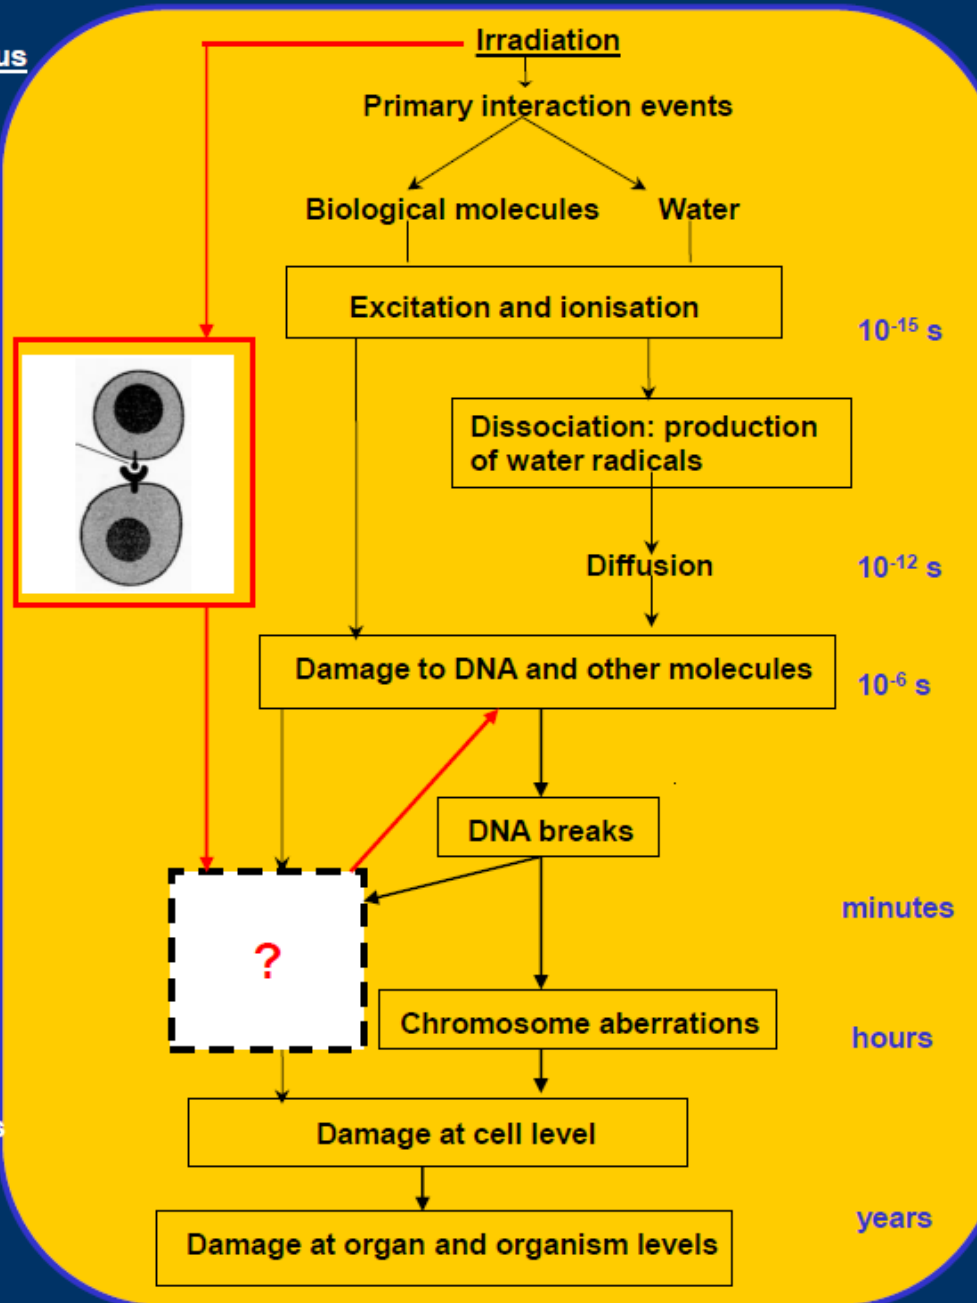 us
Irradiation
Primary interaction events
Biological molecules Water
Excitation and ionisation
10⁻¹⁵ s
Dissociation: production
of water radicals
Diffusion
10⁻¹² s
Damage to DNA and other molecules
10⁻⁶ s
DNA breaks
minutes
?
Chromosome aberrations
hours
s
Damage at cell level
years
Damage at organ and organism levels